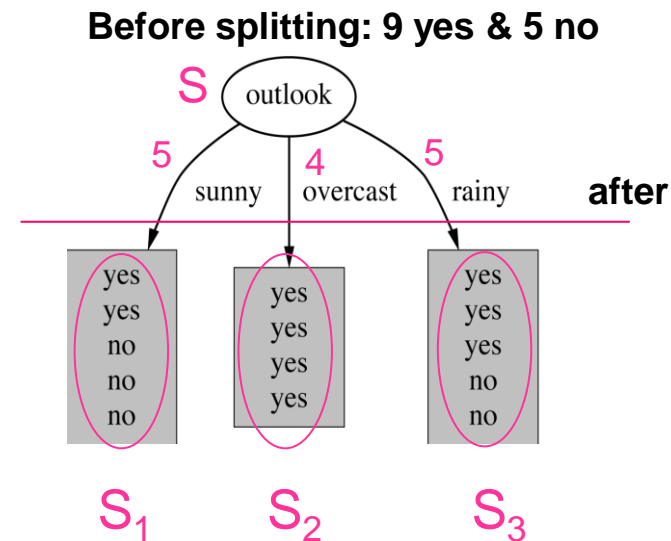 Before splitting: 9 yes & 5 no
S
outlook
5
4
5
sunny
overcast
rainy
after
yes
yes
no
no
no
yes
yes
yes
yes
yes
yes
yes
no
no
S1
S2
S3